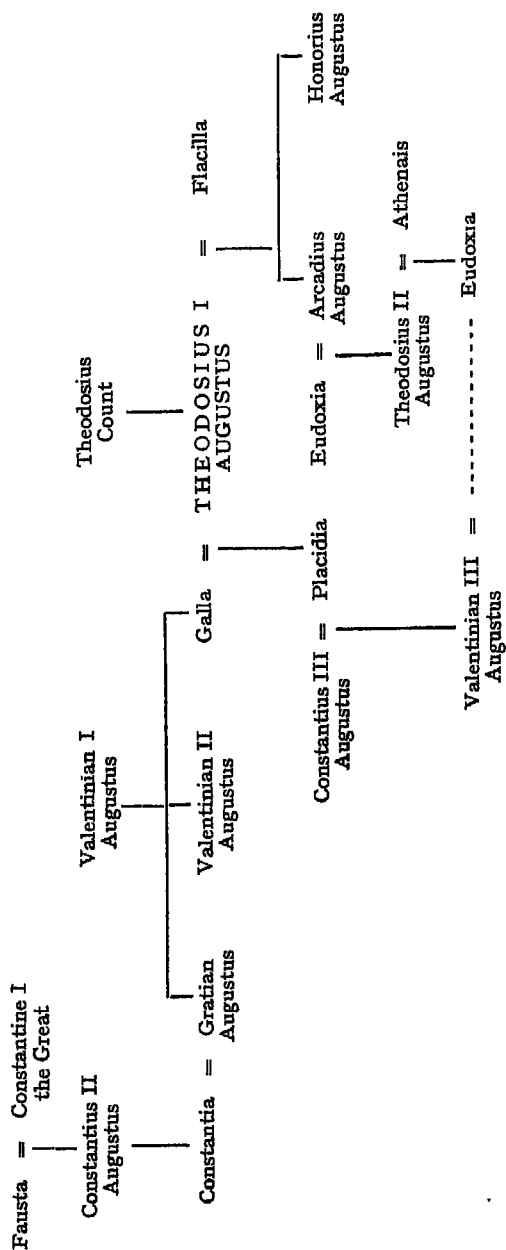 Fausta = Constantine I
the Great
Constantius II
Augustus
Valentinian I
Augustus
Theodosius
Count
Constantia = Gratian
Augustus
Valentinian II
Augustus
Galla = THEODOSIUS I
AUGUSTUS
= Flacilla
Constantius III = Placidia
Augustus
Eudoxia = Arcadius
Augustus
Honorius
Augustus
Theodosius II = Athenais
Augustus
Valentinian III = Eudoxia
Augustus